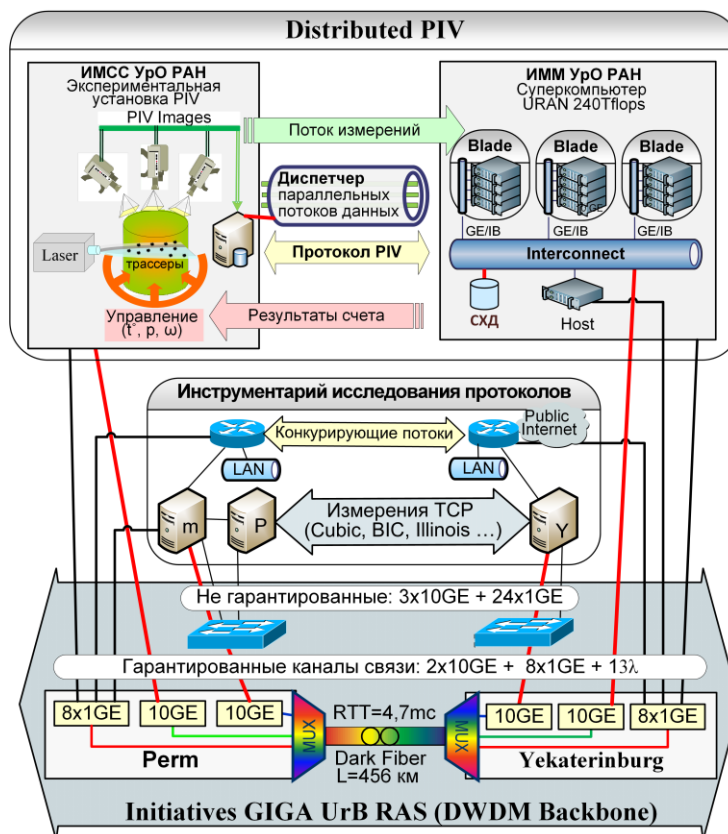 Distributed PIV
ИМСС УрО РАН
Экспериментальная
установка PIV
PIV Images
Laser
трассеры
Управление
(t°, p, ω)
Поток измерений
Диспетчер
параллельных
потоков данных
Протокол PIV
Результаты счета
ИММ УрО РАН
Суперкомпьютер
URAN 240Tflops
Blade
Blade
Blade
GE
GE/IB
GE/IB
GE/IB
Interconnect
СХД
Host
Инструментарий исследования протоколов
Public
Internet
Конкурирующие потоки
LAN
LAN
m
P
Измерения TCP
(Cubic, BIC, Illinois ...)
Y
Не гарантированные: 3x10GE + 24x1GE
Гарантированные каналы связи: 2x10GE + 8x1GE + 13λ
8x1GE
10GE
10GE
MUX
RTT=4,7mc
Dark Fiber
L=456 км
MUX
10GE
10GE
8x1GE
Perm
Yekaterinburg
Initiatives GIGA UrB RAS (DWDM Backbone)